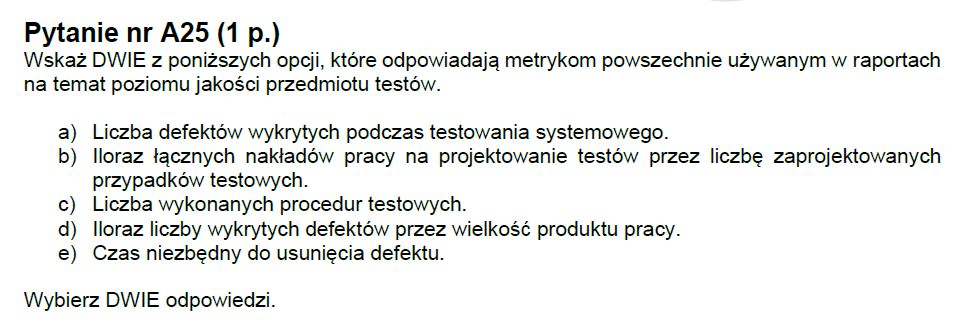 Pytanie nr A25 (1 p.)
Wskaż DWIE z poniższych opcji, które odpowiadają metrykom powszechnie używanym w raportach
na temat poziomu jakości przedmiotu testów.
a) Liczba defektów wykrytych podczas testowania systemowego.
b) Iloraz łącznych nakładów pracy na projektowanie testów przez liczbę zaprojektowanych
przypadków testowych.
c) Liczba wykonanych procedur testowych.
d) Iloraz liczby wykrytych defektów przez wielkość produktu pracy.
e) Czas niezbędny do usunięcia defektu.
Wybierz DWIE odpowiedzi.